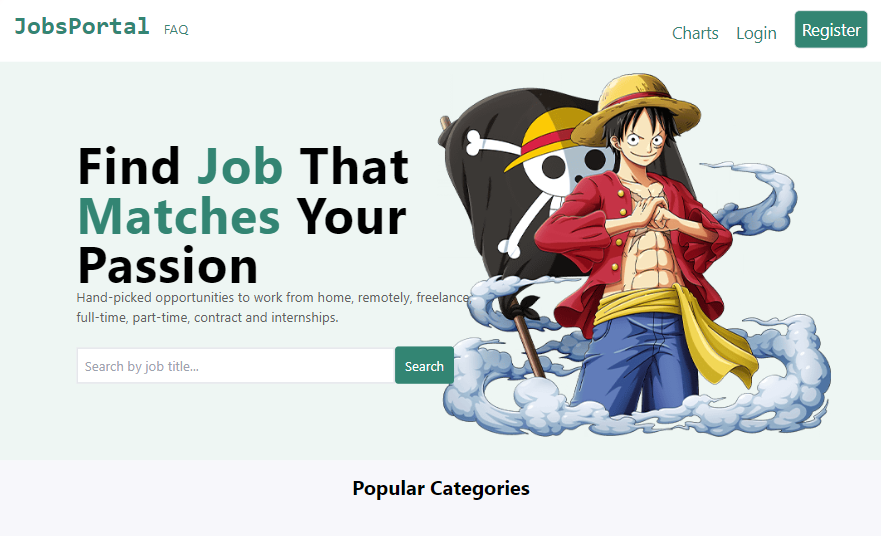 JobsPortal
FAQ
Charts
Login
Register
Find Job That
Matches Your
Passion
Hand-picked opportunities to work from home, remotely, freelance,
full-time, part-time, contract and internships.
Search by job title...
Search
Popular Categories